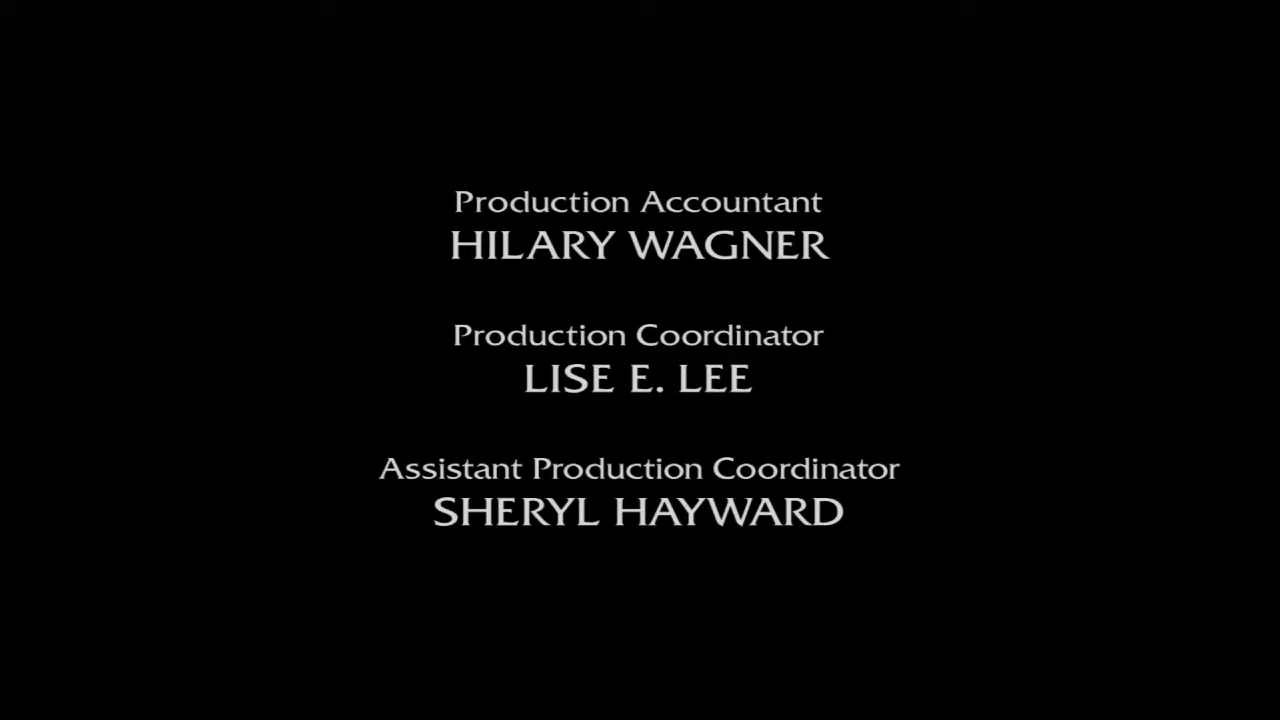 Production Accountant
HILARY WAGNER
Production Coordinator
LISE E. LEE
Assistant Production Coordinator
SHERYL HAYWARD